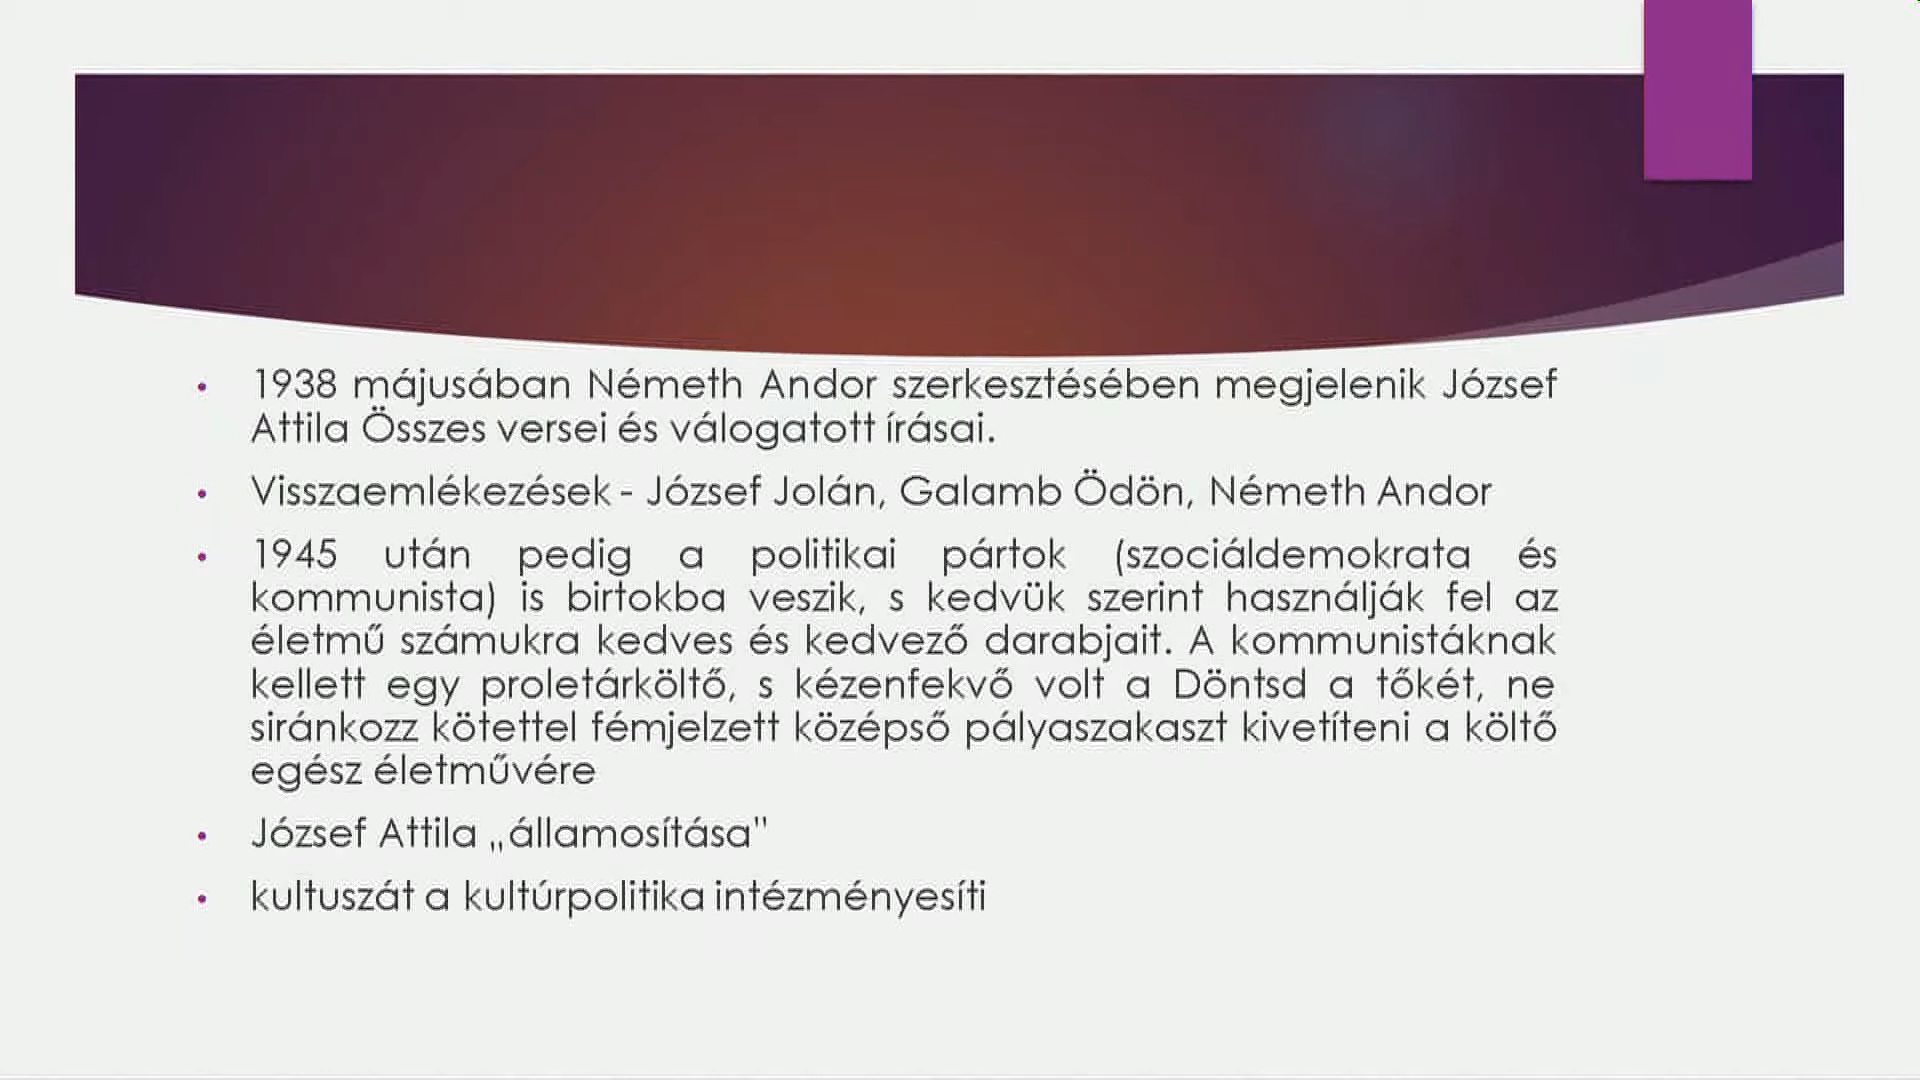 • 1938 májusában Németh Andor szerkesztésében megjelenik József
Attila Összes versei és válogatott írásai.
• Visszaemlékezések - József Jolán, Galamb Ödön, Németh Andor
• 1945 után pedig a politikai pártok (szociáldemokrata és
kommunista) is birtokba veszik, s kedvük szerint használják fel az
életmű számukra kedves és kedvező darabjait. A kommunistáknak
kellett egy proletárköltő, s kézenfekvő volt a Döntsd a tőkét, ne
siránkozz kötettel fémjelzett középső pályaszakaszt kivetíteni a költő
egész életművére
• József Attila „államosítása"
• kultuszát a kultúrpolitika intézményesíti